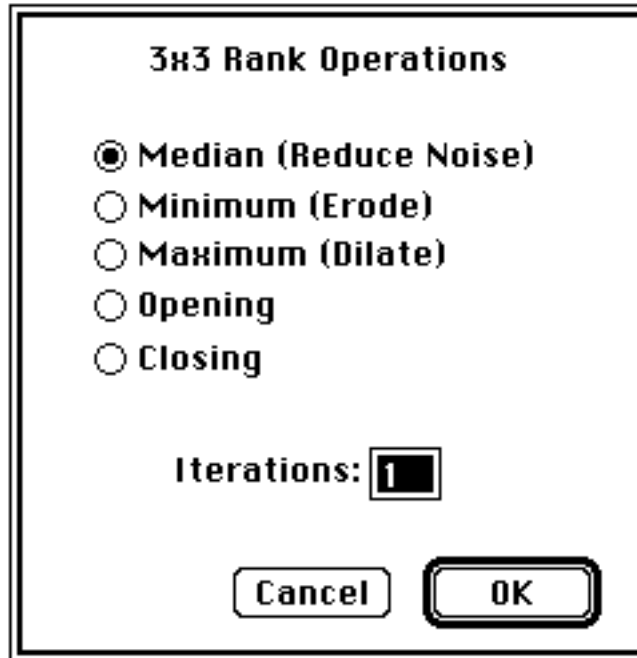 3x3 Rank Operations
Median (Reduce Noise)
Minimum (Erode)
Maximum (Dilate)
Opening
Closing
Iterations: 1
Cancel OK